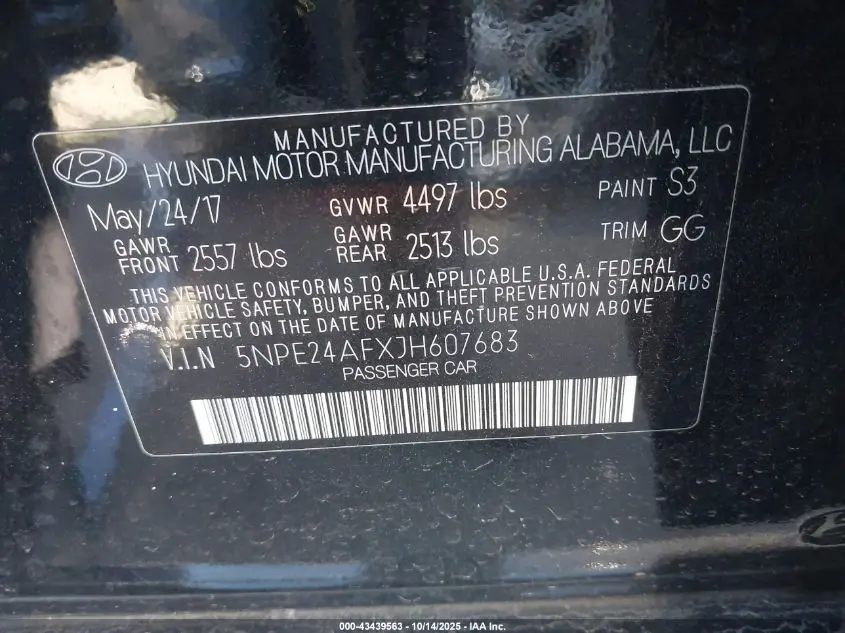 MANUFACTURED BY
HYUNDAI MOTOR MANUFACTURING ALABAMA, LLC
May/24/17 GVWR 4497 lbs PAINT S3
GAWR FRONT 2557 lbs GAWR REAR 2513 lbs TRIM GG
THIS VEHICLE CONFORMS TO ALL APPLICABLE U.S.A. FEDERAL
MOTOR VEHICLE SAFETY, BUMPER, AND THEFT PREVENTION STANDARDS
IN EFFECT ON THE DATE OF MANUFACTURE SHOWN ABOVE
V.I.N 5NPE24AFXJH607683
PASSENGER CAR
000-43439563 - 10/14/2025 - IAA Inc.